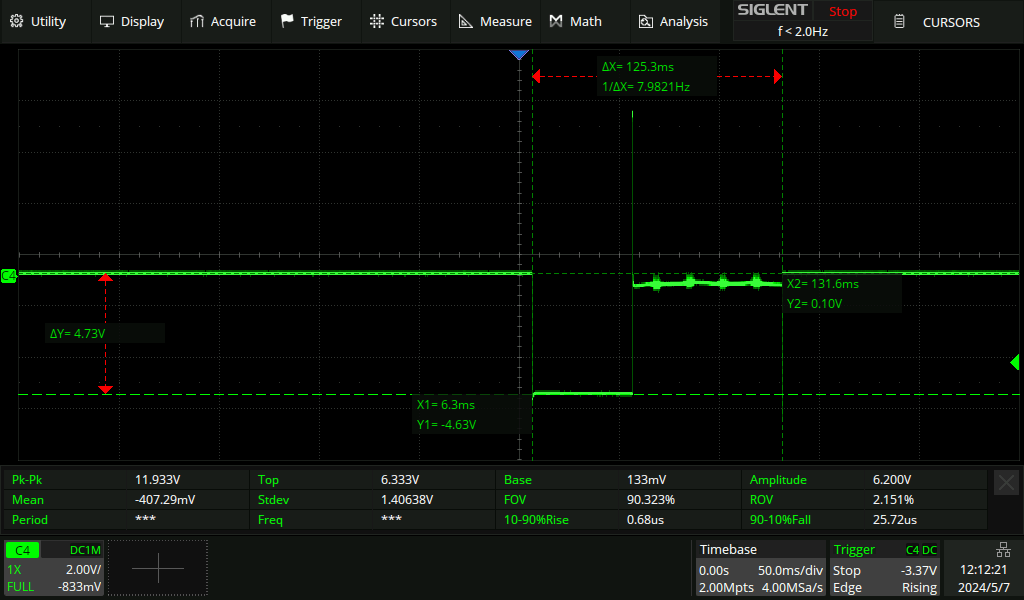 Utility Display Acquire Trigger Cursors Measure Math Analysis SIGLENT Stop CURSORS
f < 2.0Hz
ΔX= 125.3ms
1/ΔX= 7.9821Hz
C4
X2= 131.6ms
Y2= 0.10V
ΔY= 4.73V
X1= 6.3ms
Y1= -4.63V
Pk-Pk 11.933V Top 6.333V Base 133mV Amplitude 6.200V
Mean -407.29mV Stdev 1.40638V FOV 90.323% ROV 2.151%
Period *** Freq *** 10-90%Rise 0.68us 90-10%Fall 25.72us
C4 DC1M Timebase Trigger C4 DC
1X 2.00V/ 0.00s 50.0ms/div Stop -3.37V 12:12:21
FULL -833mV 2.00Mpts 4.00MSa/s Edge Rising 2024/5/7